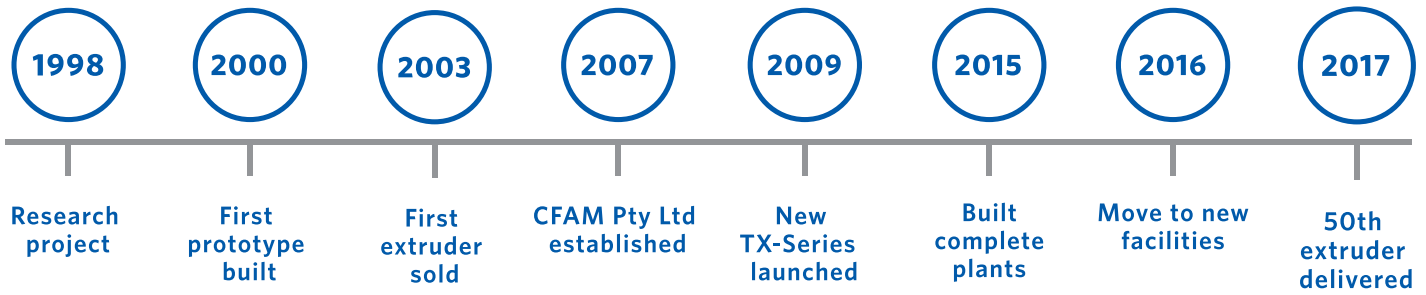 1998
2000
2003
2007
2009
2015
2016
2017
Research
project
First
prototype
built
First
extruder
sold
CFAM Pty Ltd
established
New
TX-Series
launched
Built
complete
plants
Move to new
facilities
50th
extruder
delivered